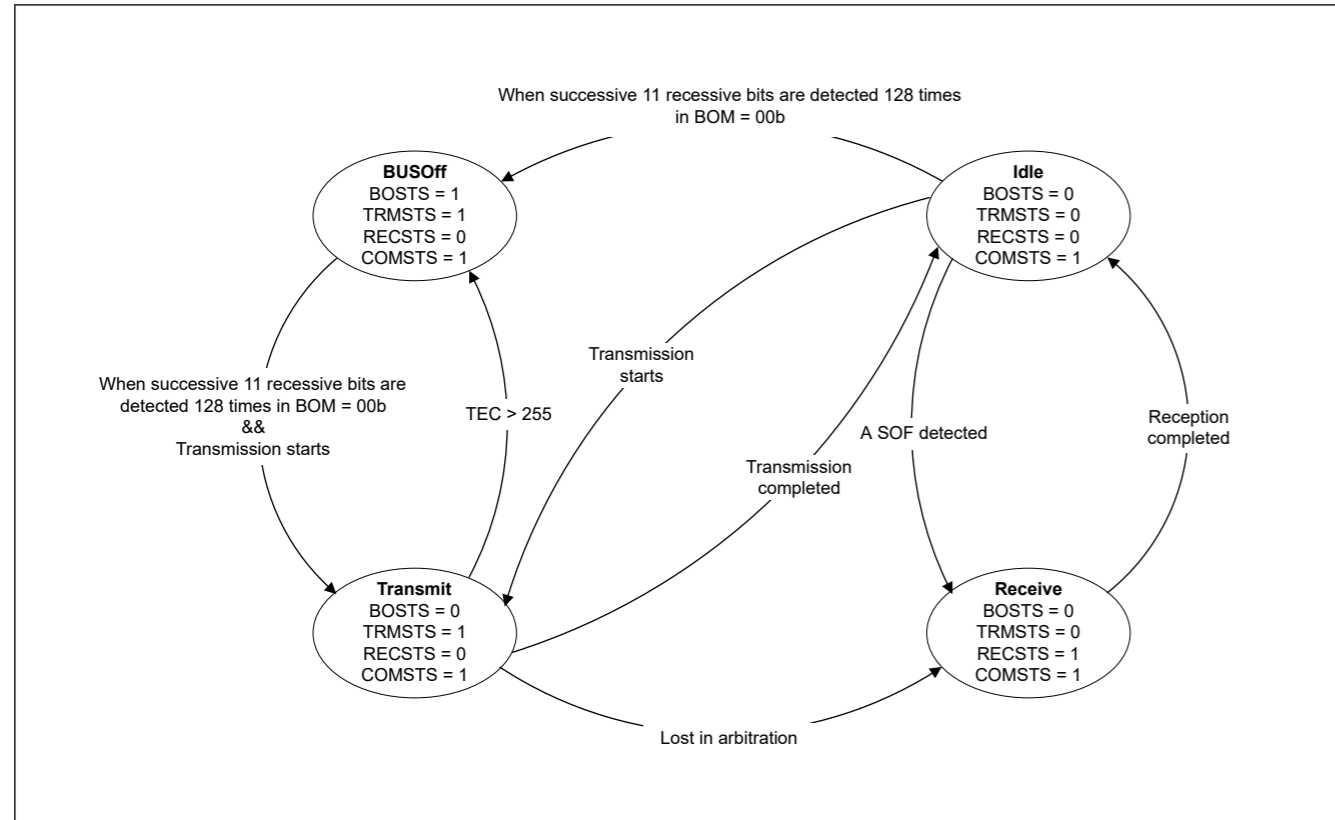 When successive 11 recessive bits are detected 128 times
in BOM = 00b
BUSOff
BOSTS = 1
TRMSTS = 1
RECSTS = 0
COMSTS = 1
Idle
BOSTS = 0
TRMSTS = 0
RECSTS = 0
COMSTS = 1
When successive 11 recessive bits are
detected 128 times in BOM = 00b
&&
Transmission starts
TEC > 255
Transmission
starts
Transmission
completed
A SOF detected
Reception
completed
Transmit
BOSTS = 0
TRMSTS = 1
RECSTS = 0
COMSTS = 1
Receive
BOSTS = 0
TRMSTS = 0
RECSTS = 1
COMSTS = 1
Lost in arbitration